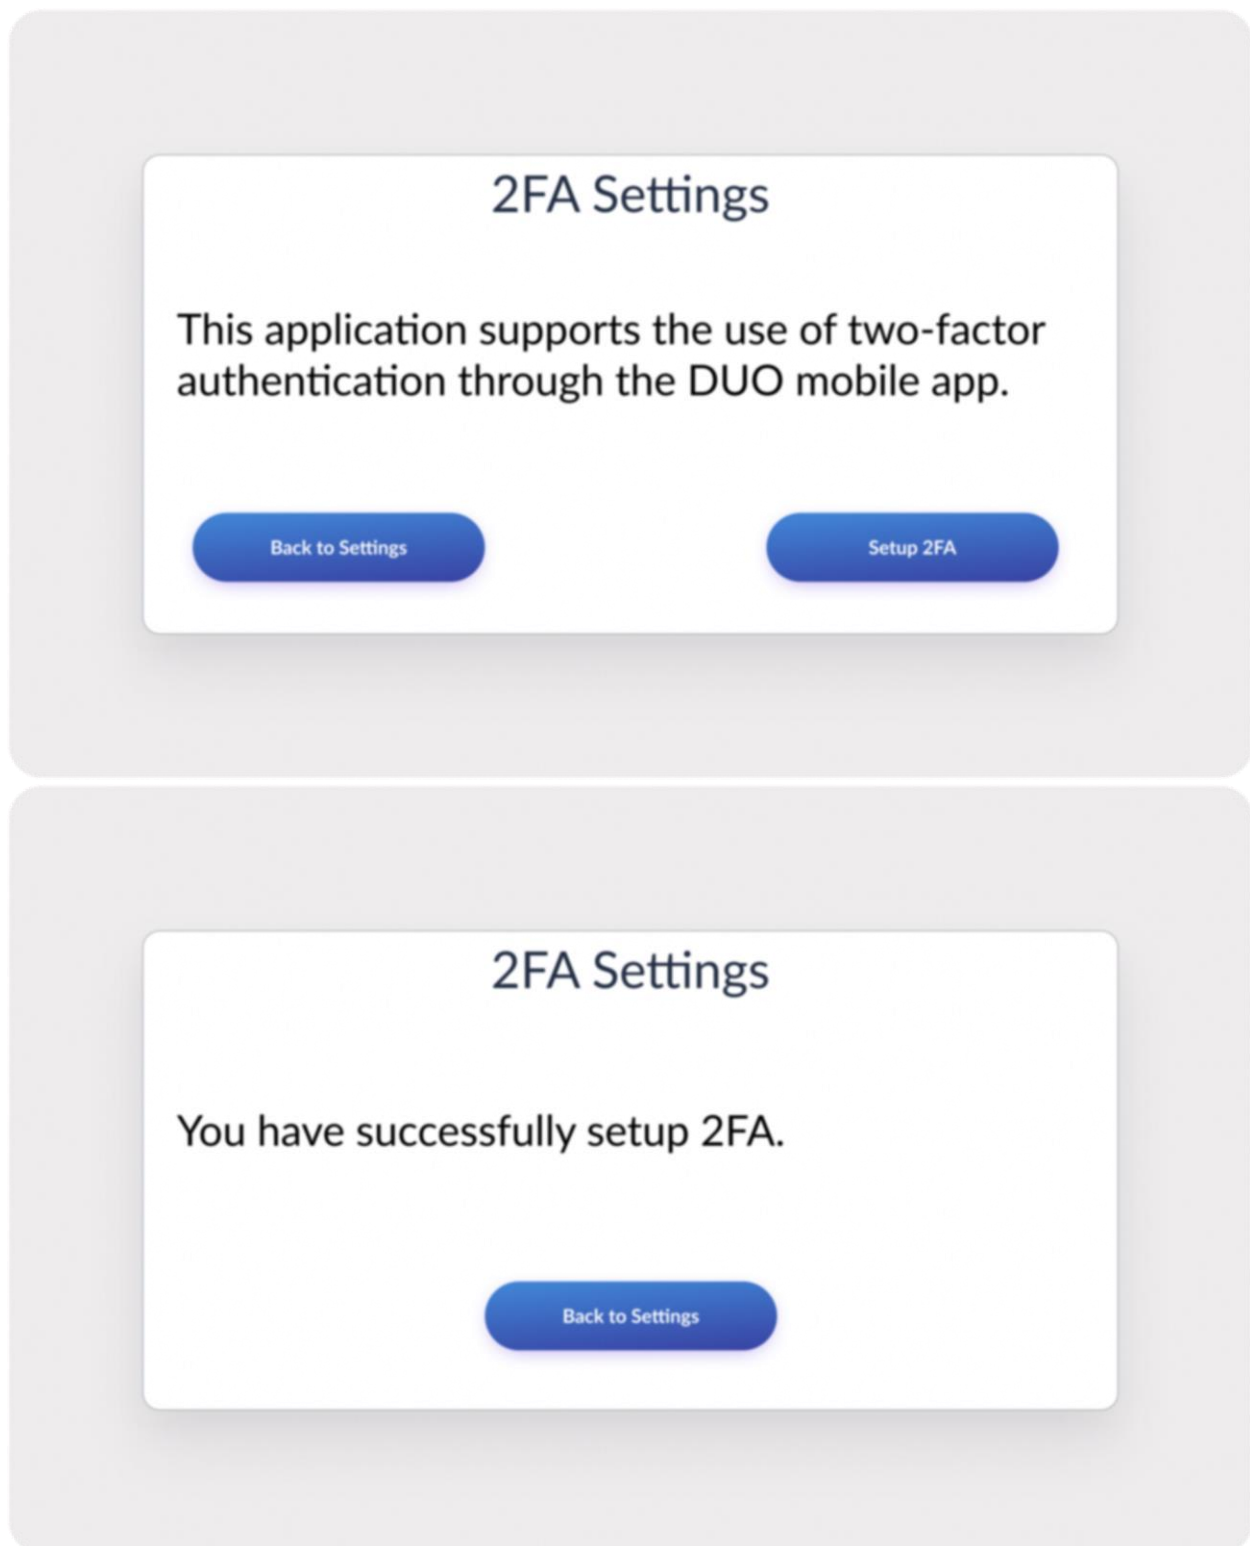 2FA Settings
This application supports the use of two-factor
authentication through the DUO mobile app.
Back to Settings
Setup 2FA
2FA Settings
You have successfully setup 2FA.
Back to Settings